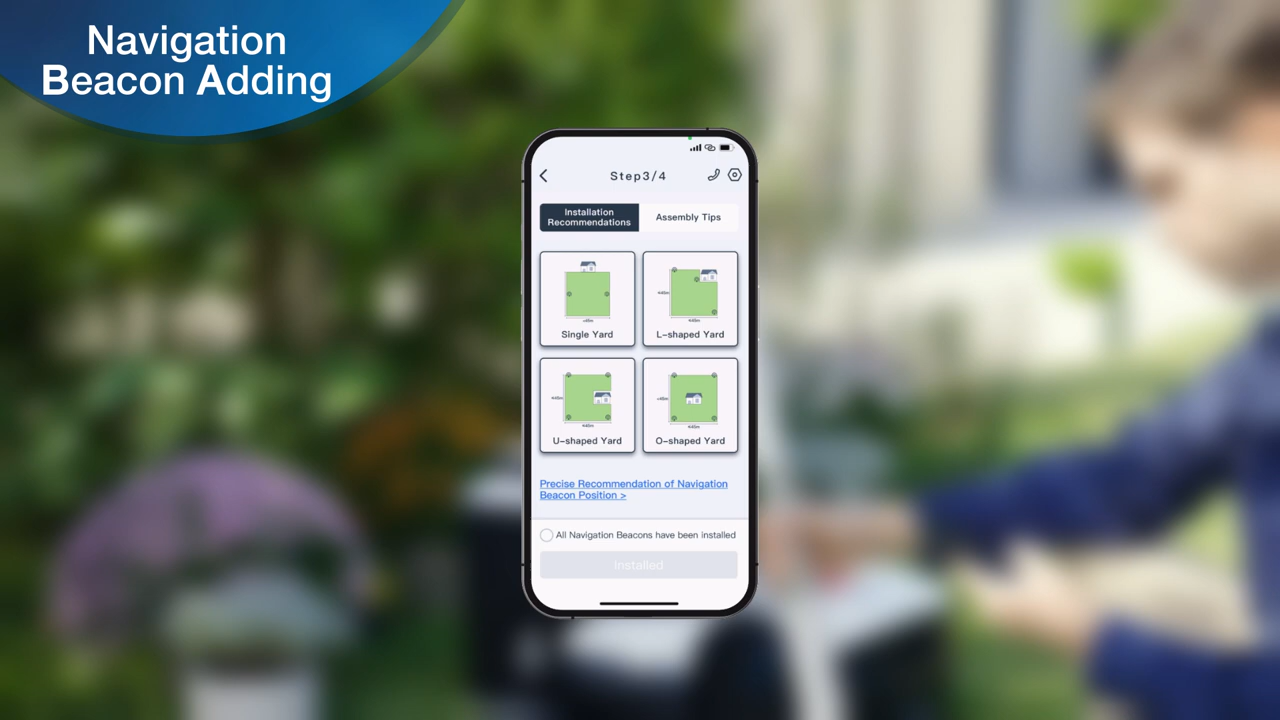 Navigation
Beacon Adding
Step3/4
Installation
Recommendations
Assembly Tips
Single Yard
L-shaped Yard
U-shaped Yard
O-shaped Yard
Precise Recommendation of Navigation
Beacon Position >
All Navigation Beacons have been installed
Installed